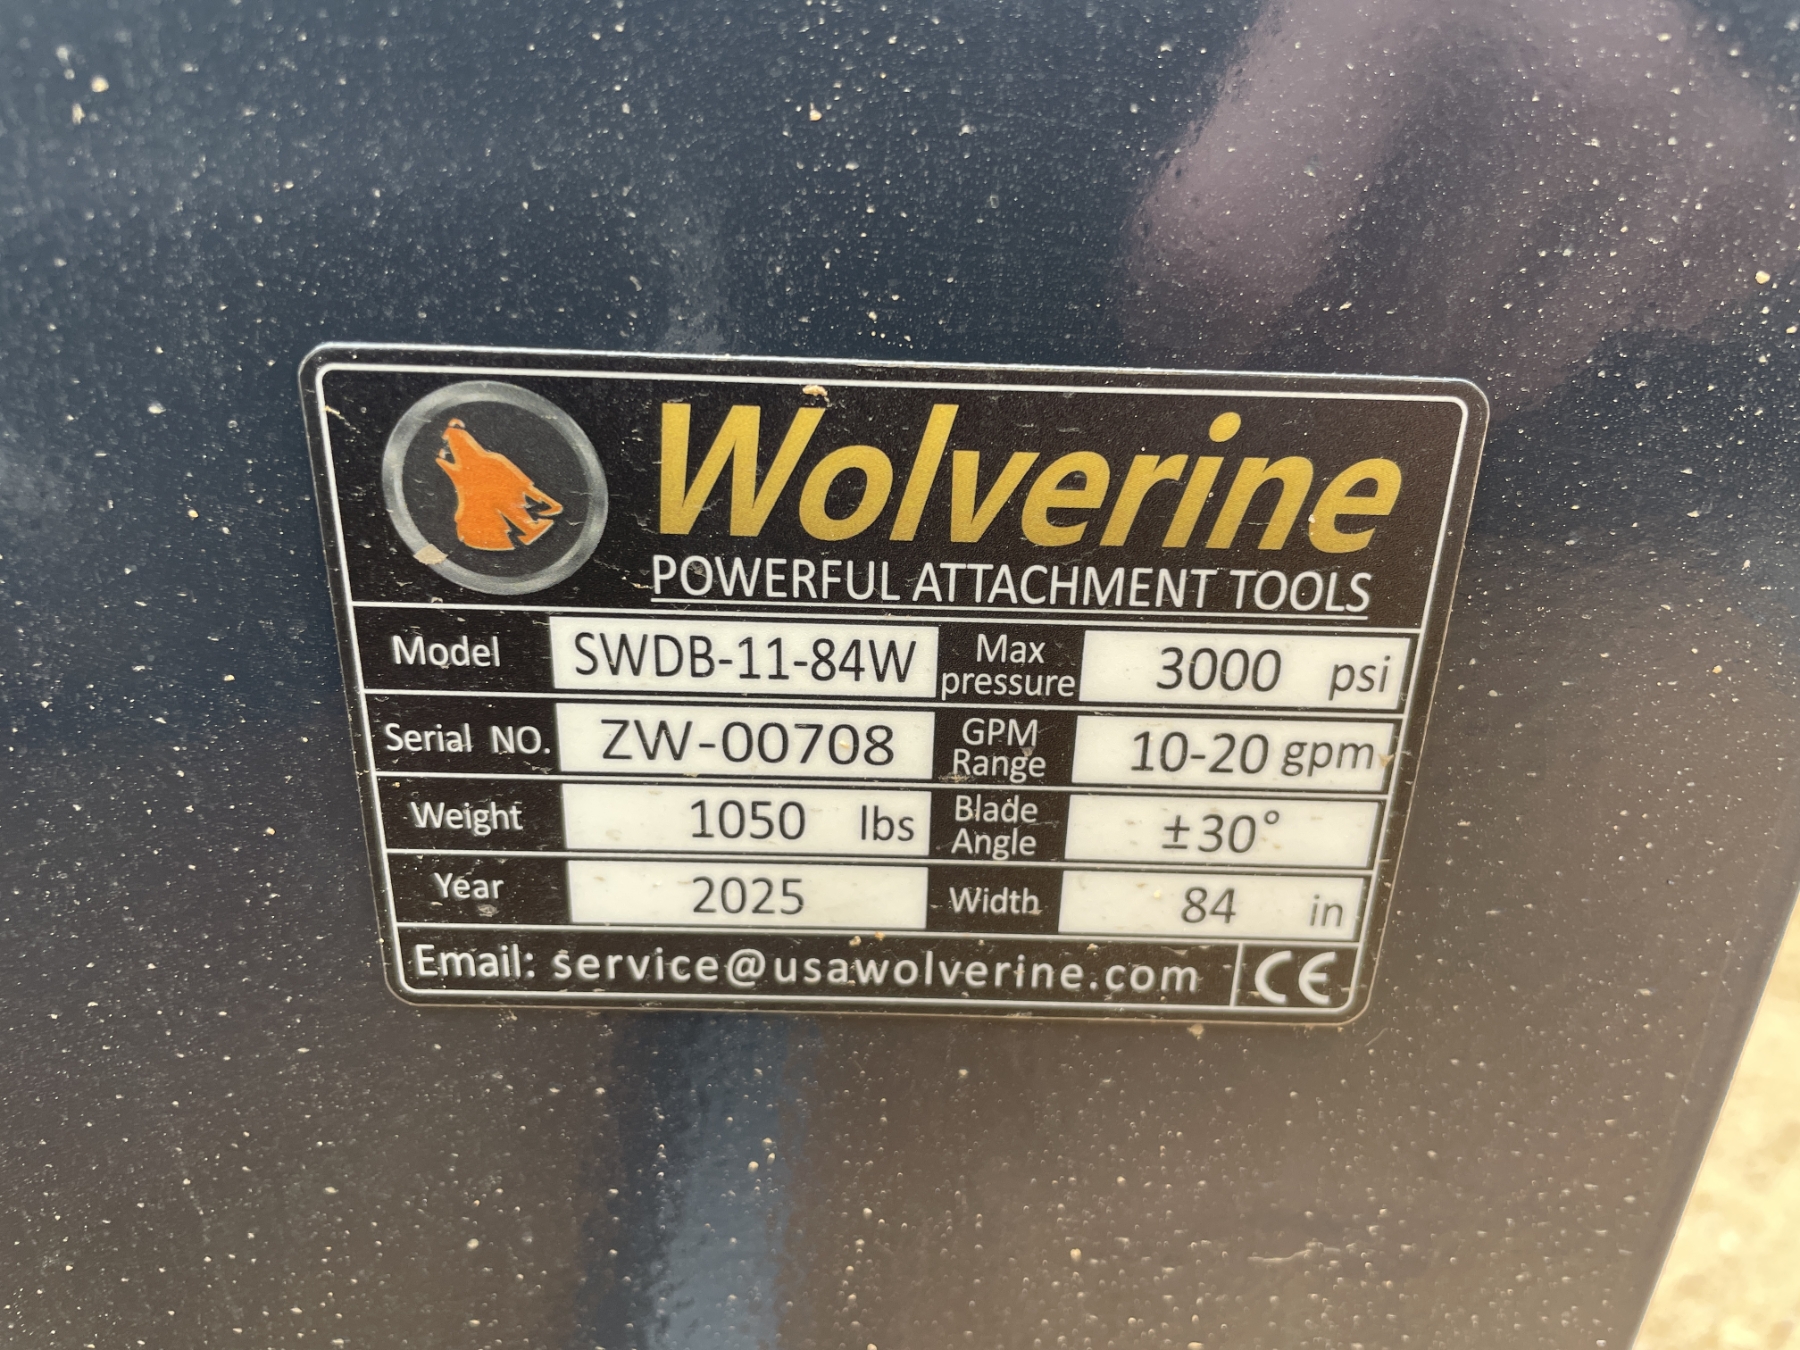 Wolverine
POWERFUL ATTACHMENT TOOLS
Model SWDB-11-84W Max pressure 3000 psi
Serial NO. ZW-00708 GPM Range 10-20 gpm
Weight 1050 lbs Blade Angle ±30°
Year 2025 Width 84 in
Email: service@usawolverine.com CE